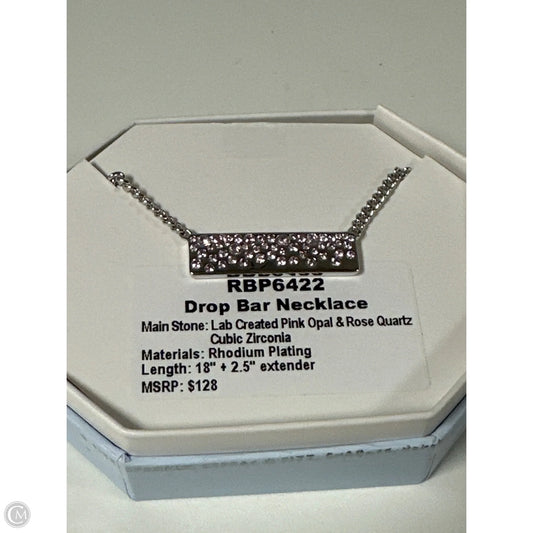 RBP6422
Drop Bar Necklace
Main Stone: Lab Created Pink Opal & Rose Quartz
Cubic Zirconia
Materials: Rhodium Plating
Length: 18" + 2.5" extender
MSRP: $128
CM